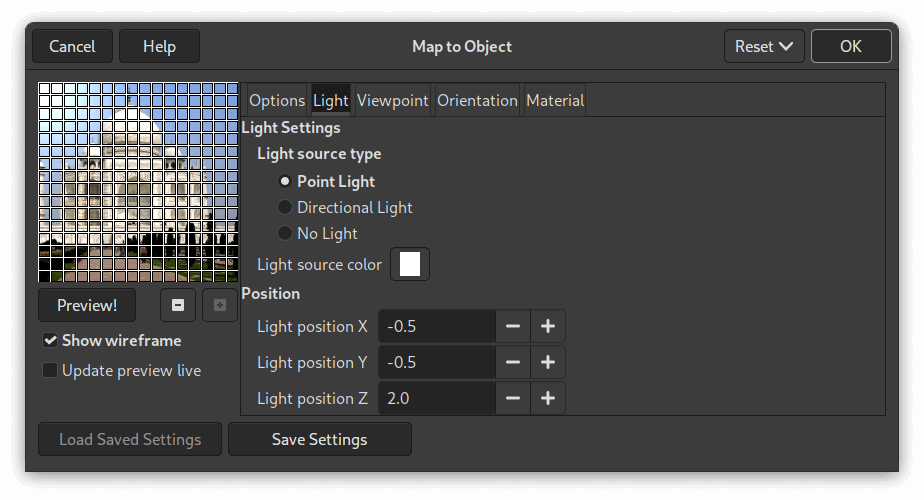 Cancel Help Map to Object Reset OK
Options Light Viewpoint Orientation Material
Light Settings
Light source type
Point Light
Directional Light
No Light
Light source color
Position
Preview!
Light position X -0.5
Show wireframe
Light position Y -0.5
Update preview live
Light position Z 2.0
Load Saved Settings Save Settings